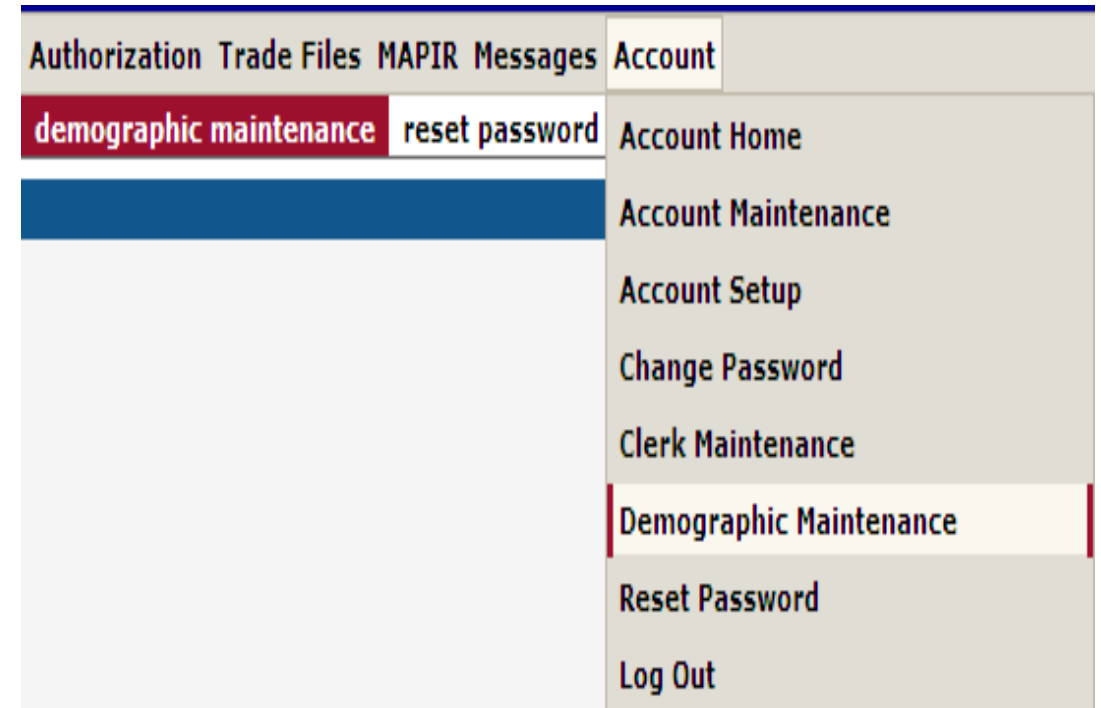 Authorization Trade Files MAPIR Messages Account
demographic maintenance reset password
Account Home
Account Maintenance
Account Setup
Change Password
Clerk Maintenance
Demographic Maintenance
Reset Password
Log Out